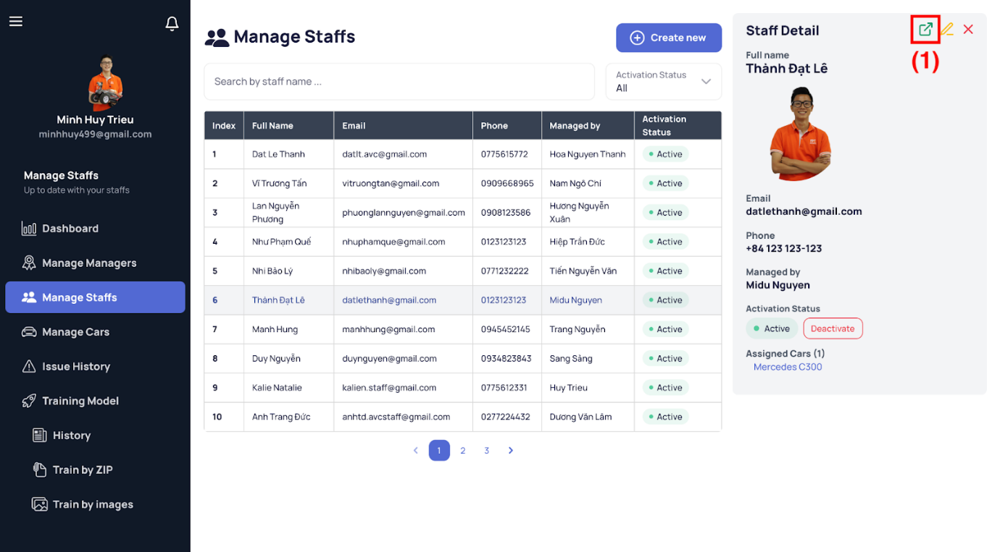 Minh Huy Trieu
minhhuy499@gmail.com
Manage Staffs
Up to date with your staffs
Dashboard
Manage Managers
Manage Staffs
Manage Cars
Issue History
Training Model
History
Train by ZIP
Train by images
Manage Staffs
Create new
Search by staff name ...
Activation Status
All
Index Full Name Email Phone Managed by Activation Status
1 Dat Le Thanh datlt.avc@gmail.com 0775615772 Hoa Nguyen Thanh Active
2 Vĩ Trương Tấn vitruongtan@gmail.com 0909668965 Nam Ngô Chí Active
3 Lan Nguyễn Phương phuonglannguyen@gmail.com 0908123586 Hương Nguyễn Xuân Active
4 Như Phạm Quế nhuphamque@gmail.com 0123123123 Hiệp Trần Đức Active
5 Nhi Bảo Lý nhibaoly@gmail.com 0771232222 Tiến Nguyễn Văn Active
6 Thành Đạt Lê datlethanh@gmail.com 0123123123 Midu Nguyen Active
7 Manh Hung manhhung@gmail.com 0945452145 Trang Nguyễn Active
8 Duy Nguyễn duynguyen@gmail.com 0934823843 Sang Sảng Active
9 Kalie Natalie kalien.staff@gmail.com 0775612331 Huy Trieu Active
10 Anh Trang Đức anhtd.avcstaff@gmail.com 0277224432 Dương Văn Lâm Active
1 2 3
Staff Detail
(1)
Full name
Thành Đạt Lê
Email
datlethanh@gmail.com
Phone
+84 123 123-123
Managed by
Midu Nguyen
Activation Status
Active Deactivate
Assigned Cars (1)
Mercedes C300